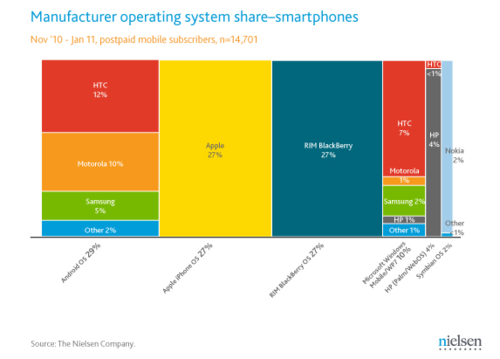 Manufacturer operating system share–smartphones
Nov '10 - Jan 11, postpaid mobile subscribers, n=14,701
HTC
12%
Motorola 10%
Samsung
5%
Other 2%
Apple
27%
RIM BlackBerry
27%
HTC
7%
Motorola
1%
Samsung 2%
HP 1%
Other 1%
HTC
<1%
HP
4%
Nokia
2%
Other
<1%
Android OS 29%
Apple iPhone OS 27%
RIM BlackBerry OS 27%
Microsoft Windows
Mobile/WP7 10%
HP (Palm/WebOS) 4%
Symbian OS 2%
Source: The Nielsen Company.
nielsen